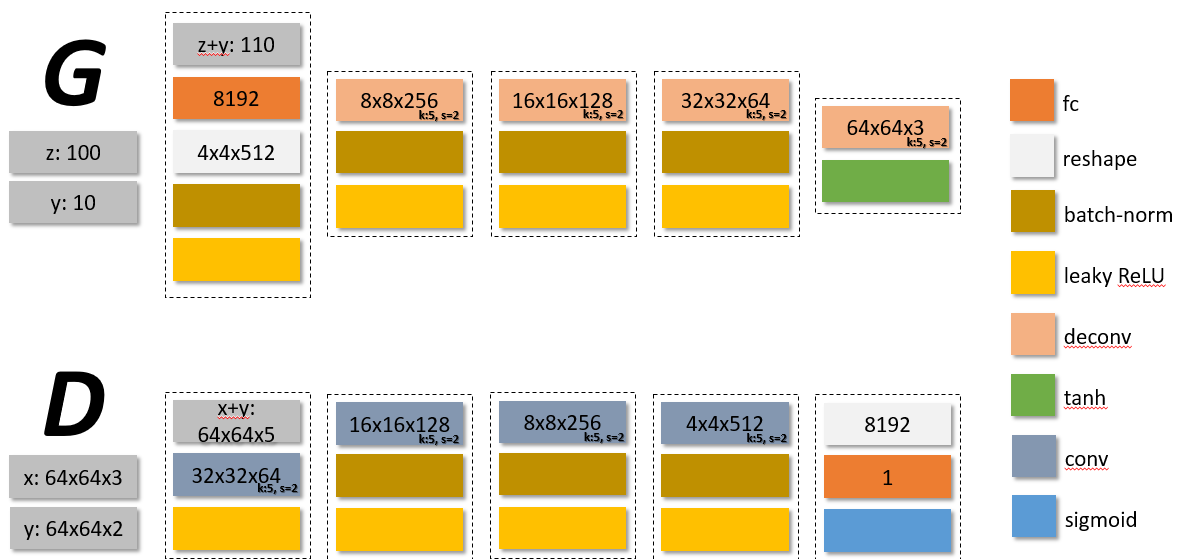 G
z: 100
y: 10
z+y: 110
8192
4x4x512
8x8x256
k:5, s=2
16x16x128
k:5, s=2
32x32x64
k:5, s=2
64x64x3
k:5, s=2
D
x: 64x64x3
y: 64x64x2
x+y:
64x64x5
32x32x64
k:5, s=2
16x16x128
k:5, s=2
8x8x256
k:5, s=2
4x4x512
k:5, s=2
8192
1
fc
reshape
batch-norm
leaky ReLU
deconv
tanh
conv
sigmoid